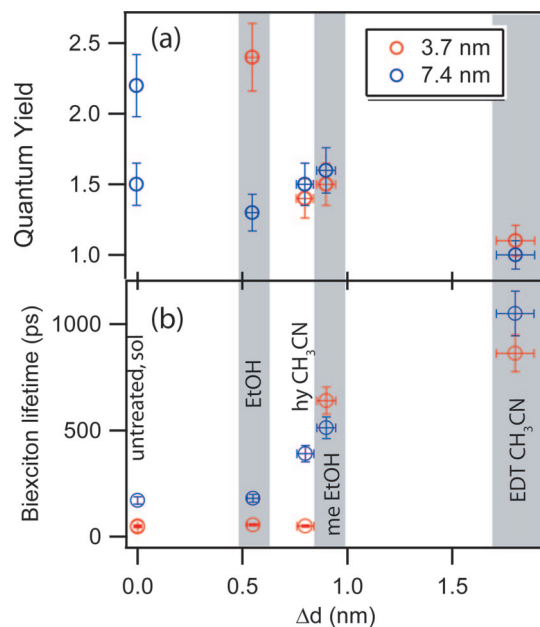 (a)
3.7 nm
7.4 nm
Quantum Yield
2.5
2.0
1.5
1.0
(b)
Biexciton lifetime (ps)
1000
500
0
untreated, sol
EtOH
hy CH₃CN
me EtOH
EDT CH₃CN
0.0
0.5
1.0
1.5
Δd (nm)